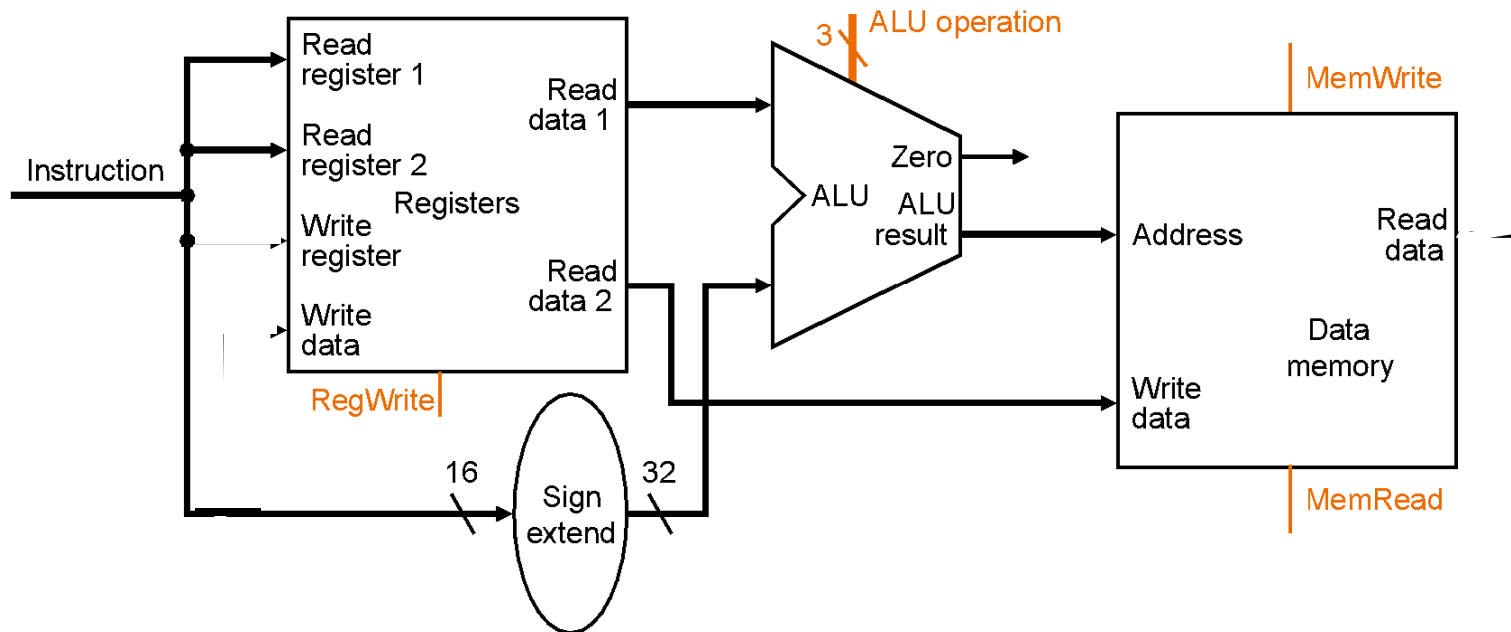 ALU operation
3
Read
register 1
MemWrite
Read
data 1
Read
register 2
Instruction
Zero
Registers
ALU
ALU
result
Write
register
Address
Read
data
Read
data 2
Write
data
Data
memory
RegWrite
Write
data
16
32
Sign
extend
MemRead